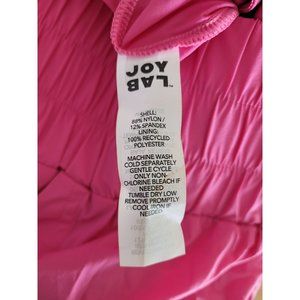 JOY
LAB
SHELL:
88% NYLON /
12% SPANDEX
LINING:
100% RECYCLED
POLYESTER
MACHINE WASH
COLD SEPARATELY
GENTLE CYCLE
ONLY NON-
CHLORINE BLEACH IF
NEEDED
TUMBLE DRY LOW
REMOVE PROMPTLY
COOL IRON IF
NEEDED